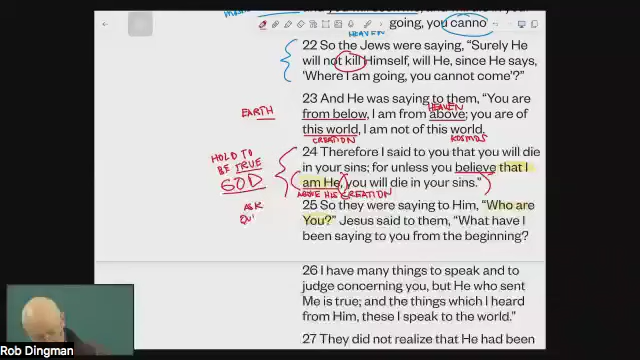 and you will
going, you canno
HEAVEN
22 So the Jews were saying, "Surely He
will not kill Himself, will He, since He says,
'Where I am going, you cannot come'?"
23 And He was saying to them, "You are
EARTH
HEAVEN
from below, I am from above; you are of
this world, I am not of this world.
CREATION
KOSMOS
24 Therefore I said to you that you will die
HOLD TO
BE TRUE
GOD
in your sins; for unless you believe that I
am He, you will die in your sins."
ABOVE HIS CREATION
25 So they were saying to Him, "Who are
ASK
You?" Jesus said to them, "What have I
been saying to you from the beginning?
26 I have many things to speak and to
judge concerning you, but He who sent
Me is true; and the things which I heard
from Him, these I speak to the world."
27 They did not realize that He had been
Rob Dingman